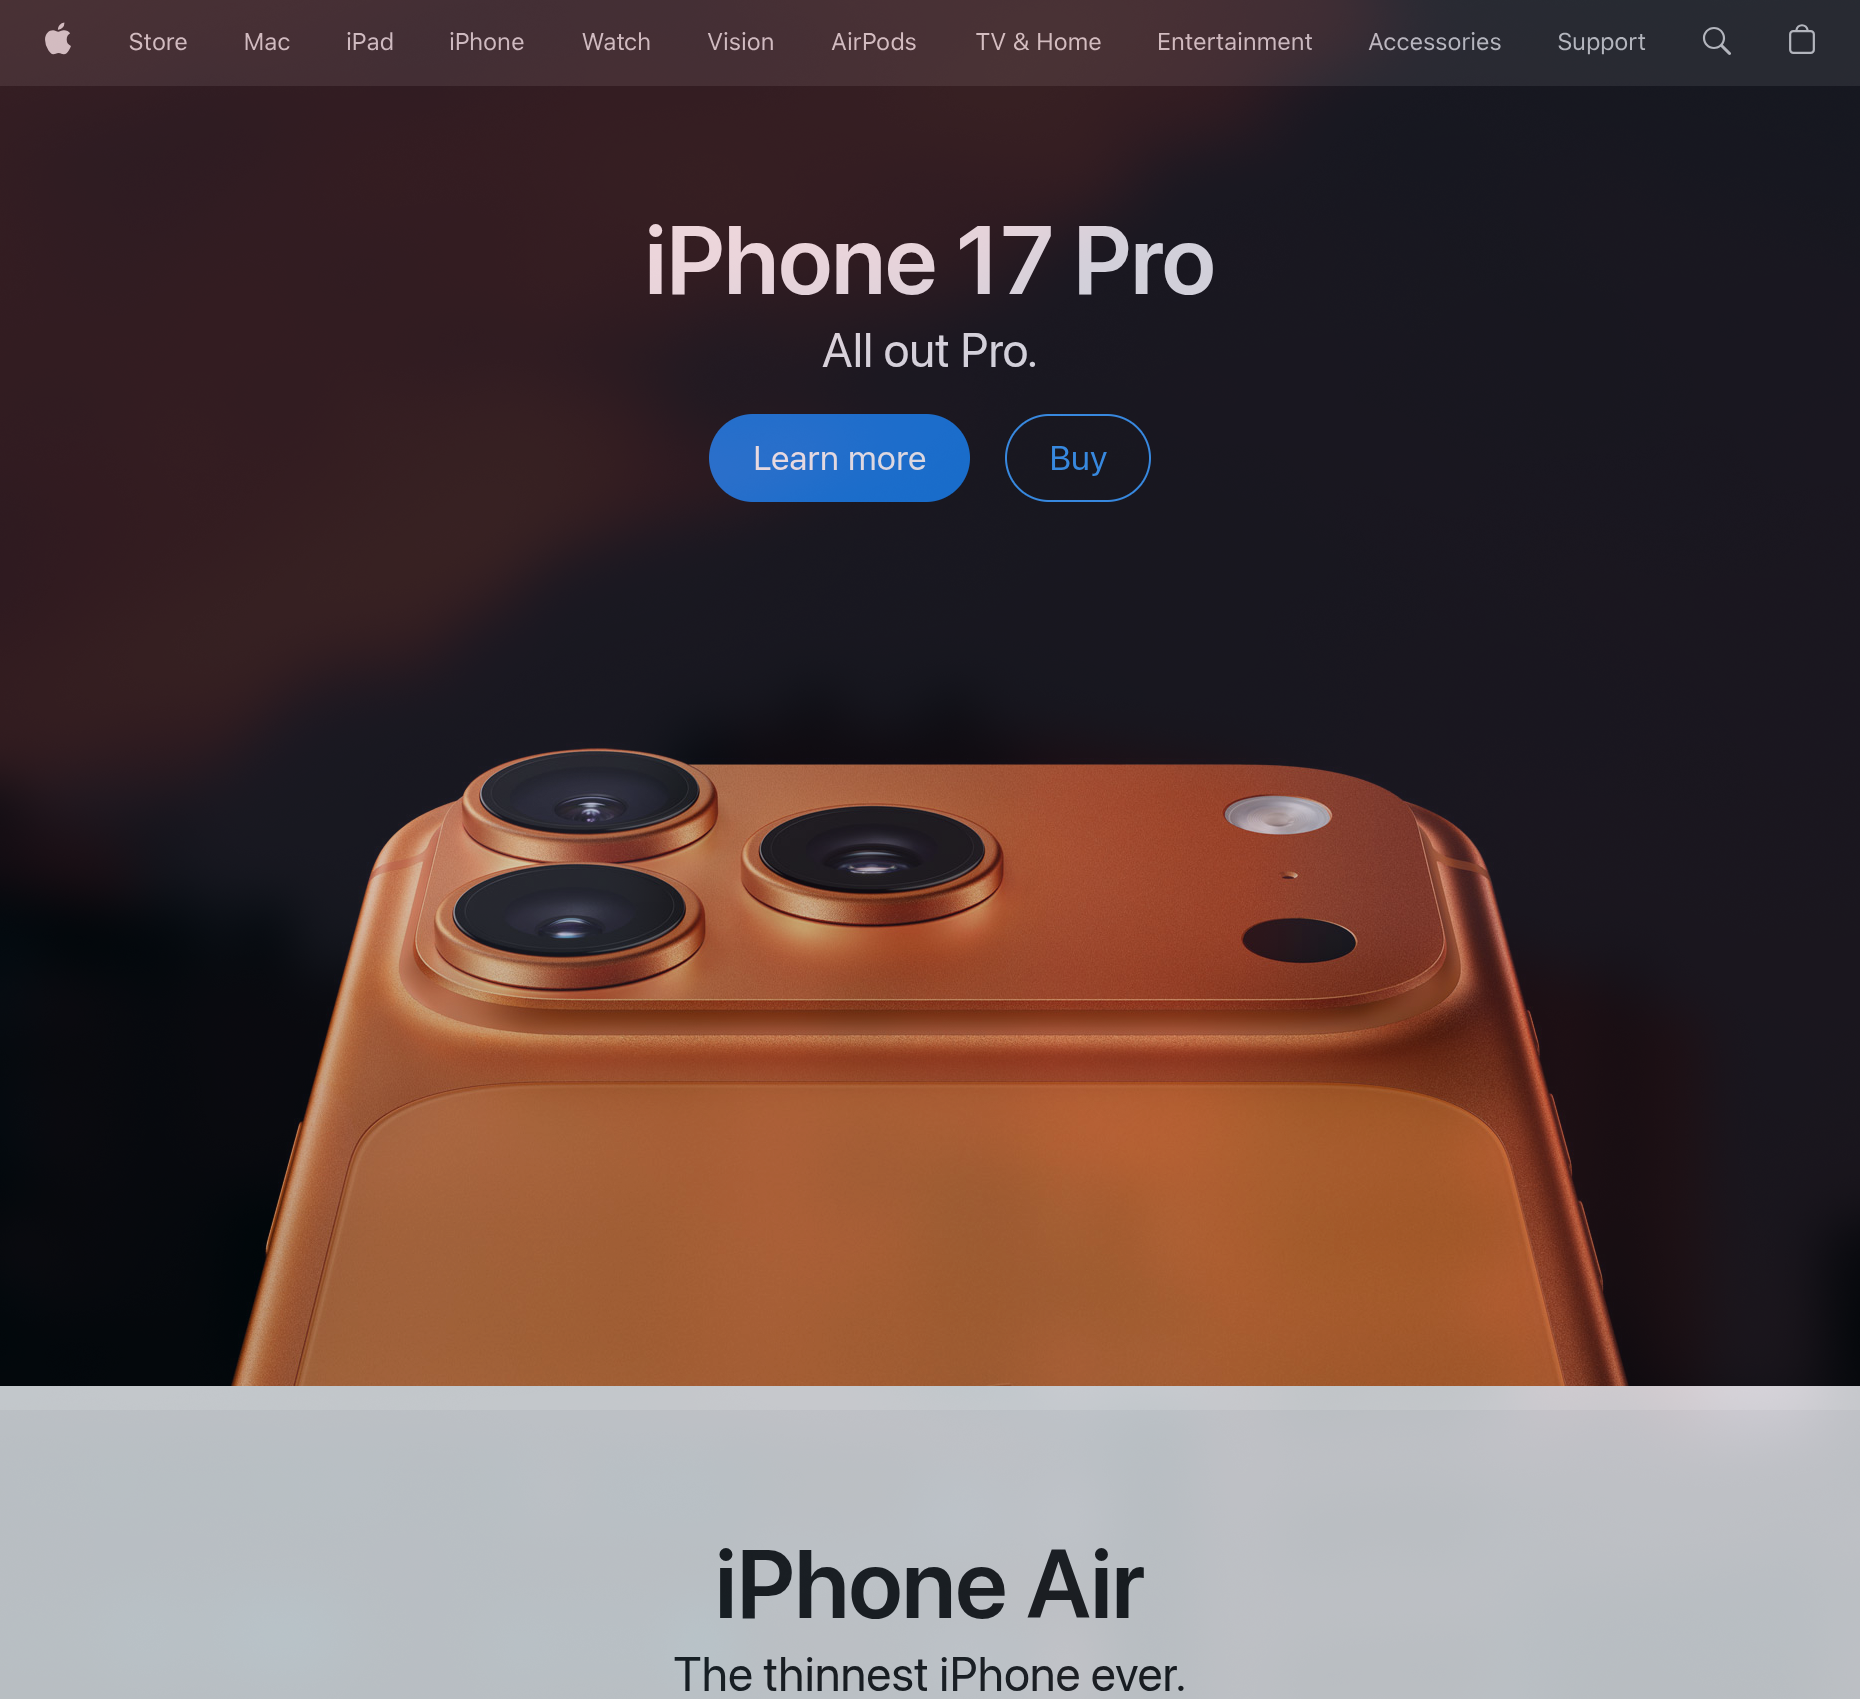 Store Mac iPad iPhone Watch Vision AirPods TV & Home Entertainment Accessories Support
iPhone 17 Pro
All out Pro.
Learn more Buy
iPhone Air
The thinnest iPhone ever.